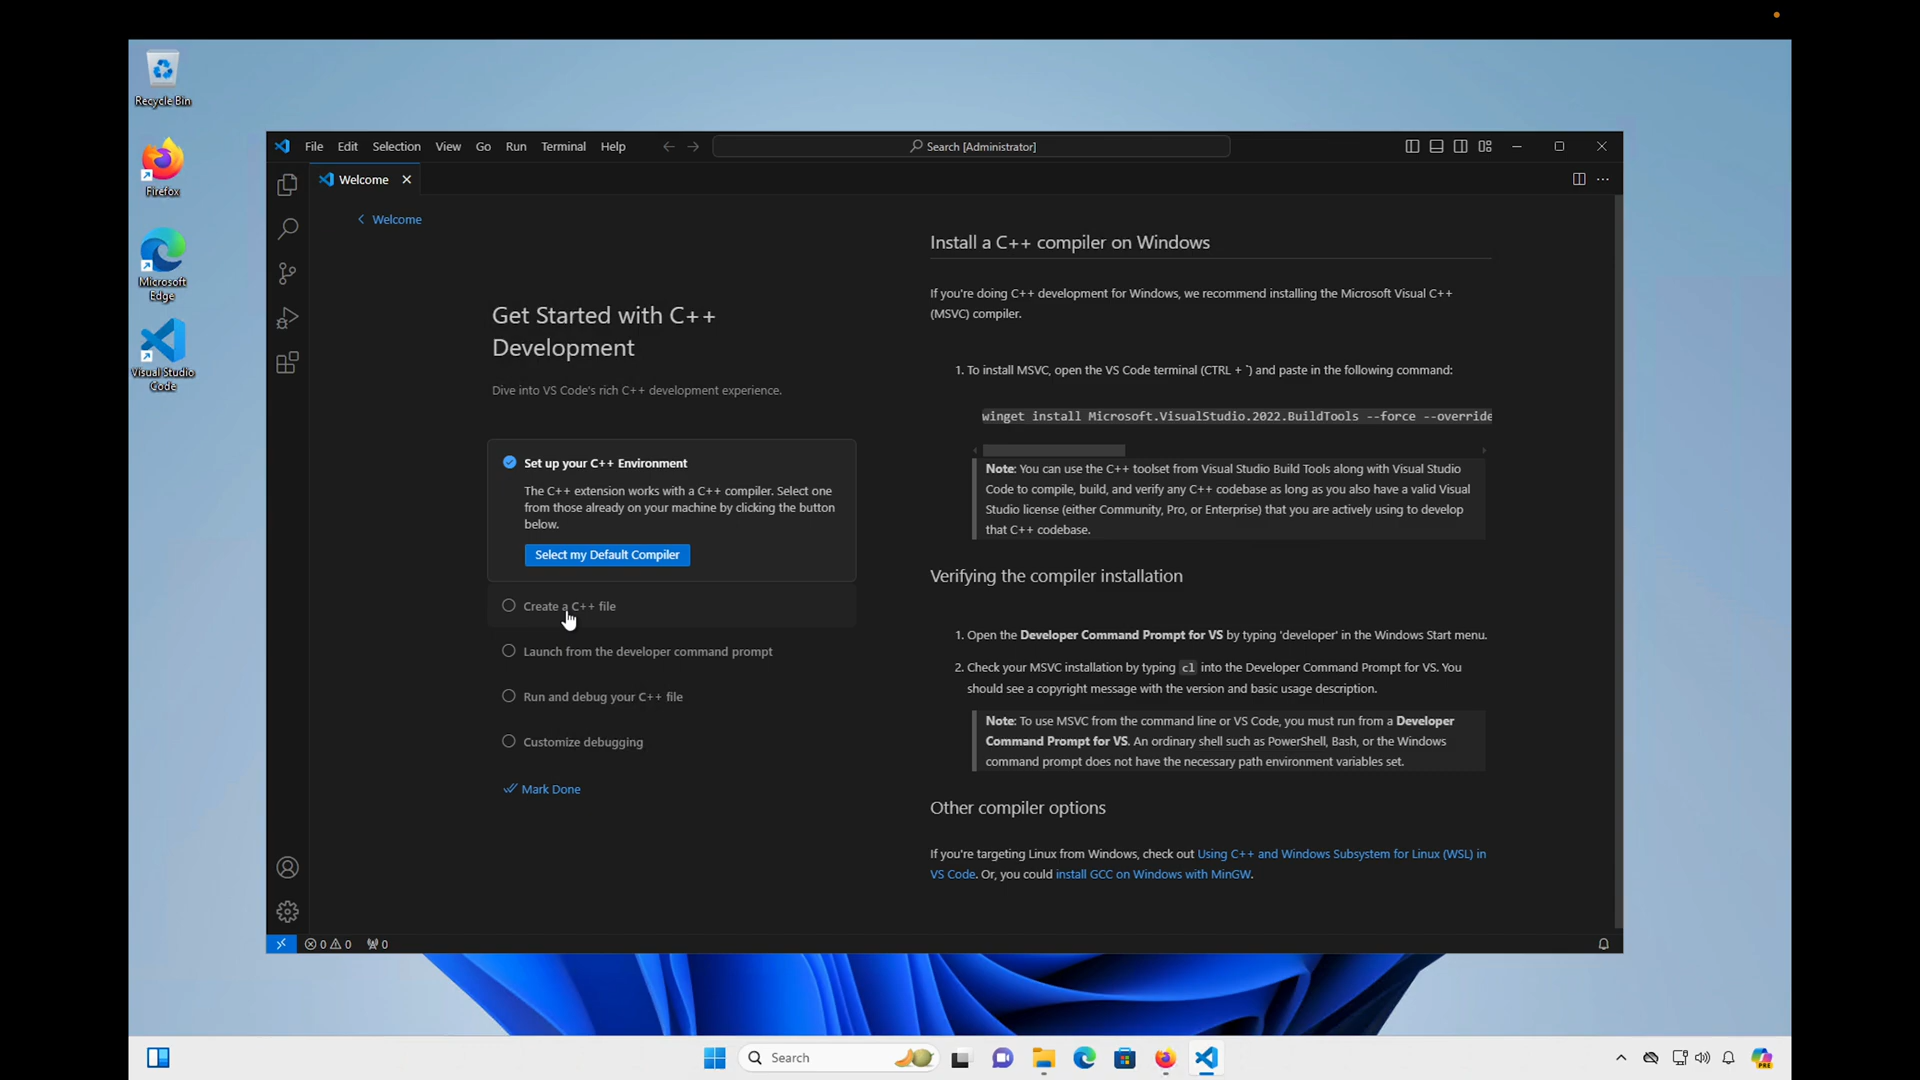 Recycle Bin
Firefox
Microsoft
Edge
Visual Studio
Code
File Edit Selection View Go Run Terminal Help
Search [Administrator]
Welcome
Welcome
Get Started with C++
Development
Dive into VS Code's rich C++ development experience.
Set up your C++ Environment
The C++ extension works with a C++ compiler. Select one
from those already on your machine by clicking the button
below.
Select my Default Compiler
Create a C++ file
Launch from the developer command prompt
Run and debug your C++ file
Customize debugging
Mark Done
Install a C++ compiler on Windows
If you're doing C++ development for Windows, we recommend installing the Microsoft Visual C++
(MSVC) compiler.
1. To install MSVC, open the VS Code terminal (CTRL + `) and paste in the following command:
winget install Microsoft.VisualStudio.2022.BuildTools --force --override
Note: You can use the C++ toolset from Visual Studio Build Tools along with Visual Studio
Code to compile, build, and verify any C++ codebase as long as you also have a valid Visual
Studio license (either Community, Pro, or Enterprise) that you are actively using to develop
that C++ codebase.
Verifying the compiler installation
1. Open the Developer Command Prompt for VS by typing 'developer' in the Windows Start menu.
2. Check your MSVC installation by typing cl into the Developer Command Prompt for VS. You
should see a copyright message with the version and basic usage description.
Note: To use MSVC from the command line or VS Code, you must run from a Developer
Command Prompt for VS. An ordinary shell such as PowerShell, Bash, or the Windows
command prompt does not have the necessary path environment variables set.
Other compiler options
If you're targeting Linux from Windows, check out Using C++ and Windows Subsystem for Linux (WSL) in
VS Code. Or, you could install GCC on Windows with MinGW.
0 0 0
Search
PRE